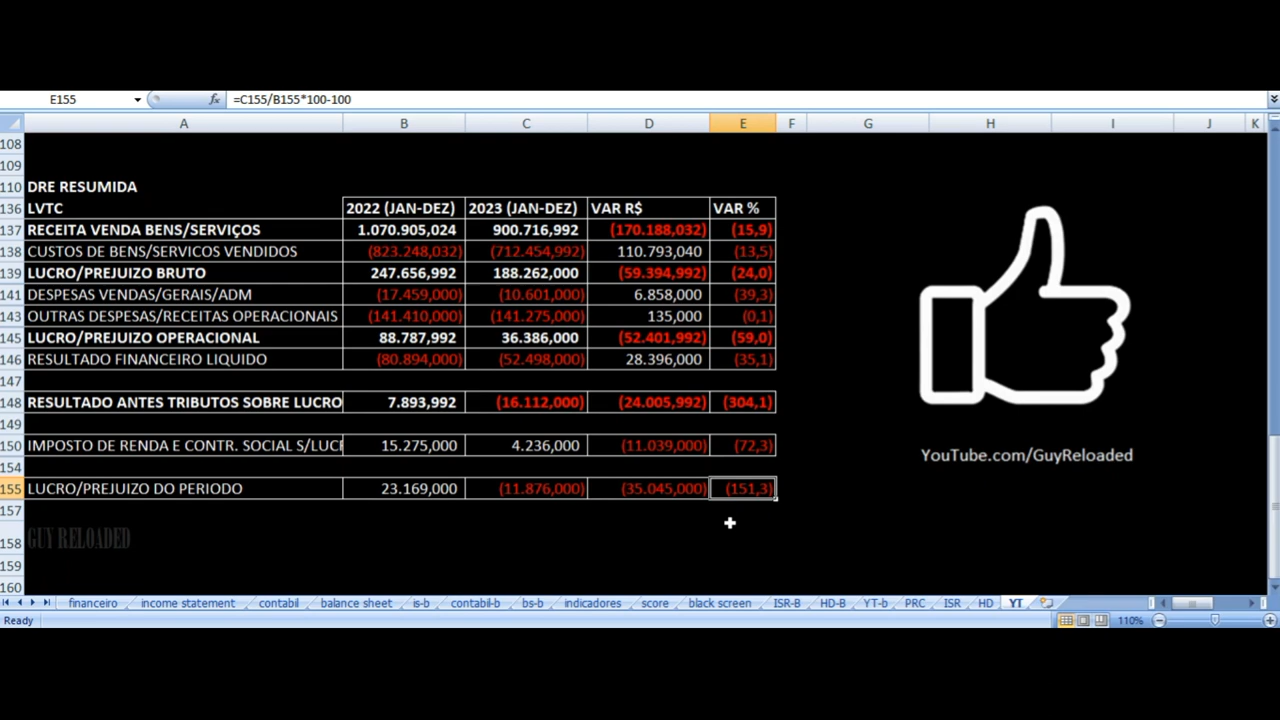 E155 fx =C155/B155*100-100
A B C D E F G H I J K
108
109
110 DRE RESUMIDA
136 LVTC 2022 (JAN-DEZ) 2023 (JAN-DEZ) VAR R$ VAR %
137 RECEITA VENDA BENS/SERVIÇOS 1.070.905,024 900.716,992 (170.188,032) (15,9)
138 CUSTOS DE BENS/SERVICOS VENDIDOS (823.248,032) (712.454,992) 110.793,040 (13,5)
139 LUCRO/PREJUIZO BRUTO 247.656,992 188.262,000 (59.394,992) (24,0)
141 DESPESAS VENDAS/GERAIS/ADM (17.459,000) (10.601,000) 6.858,000 (39,3)
143 OUTRAS DESPESAS/RECEITAS OPERACIONAIS (141.410,000) (141.275,000) 135,000 (0,1)
145 LUCRO/PREJUIZO OPERACIONAL 88.787,992 36.386,000 (52.401,992) (59,0)
146 RESULTADO FINANCEIRO LIQUIDO (80.894,000) (52.498,000) 28.396,000 (35,1)
147
148 RESULTADO ANTES TRIBUTOS SOBRE LUCRO 7.893,992 (16.112,000) (24.005,992) (304,1)
149
150 IMPOSTO DE RENDA E CONTR. SOCIAL S/LUCR 15.275,000 4.236,000 (11.039,000) (72,3)
154
155 LUCRO/PREJUIZO DO PERIODO 23.169,000 (11.876,000) (35.045,000) (151,3)
157
158 GUY RELOADED
159
160
YouTube.com/GuyReloaded
financeiro income statement contabil balance sheet is-b contabil-b bs-b indicadores score black screen ISR-B HD-B YT-b PRC ISR HD YT
Ready 110%